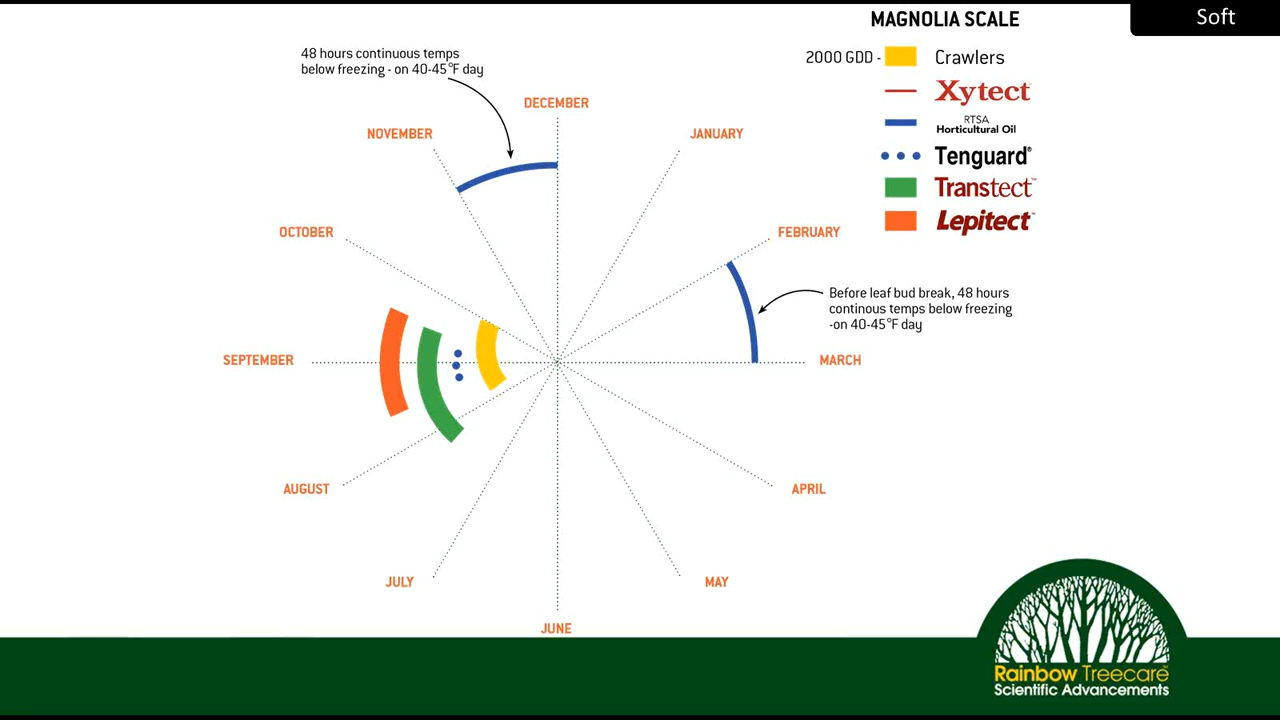 Soft
MAGNOLIA SCALE
2000 GDD - Crawlers
Xytect™
RTSA
Horticultural Oil
Tenguard®
Transtect™
Lepitect™
48 hours continuous temps
below freezing - on 40-45°F day
DECEMBER
NOVEMBER
JANUARY
OCTOBER
FEBRUARY
Before leaf bud break, 48 hours
continous temps below freezing
-on 40-45°F day
SEPTEMBER
MARCH
AUGUST
APRIL
JULY
MAY
JUNE
Rainbow Treecare™
Scientific Advancements